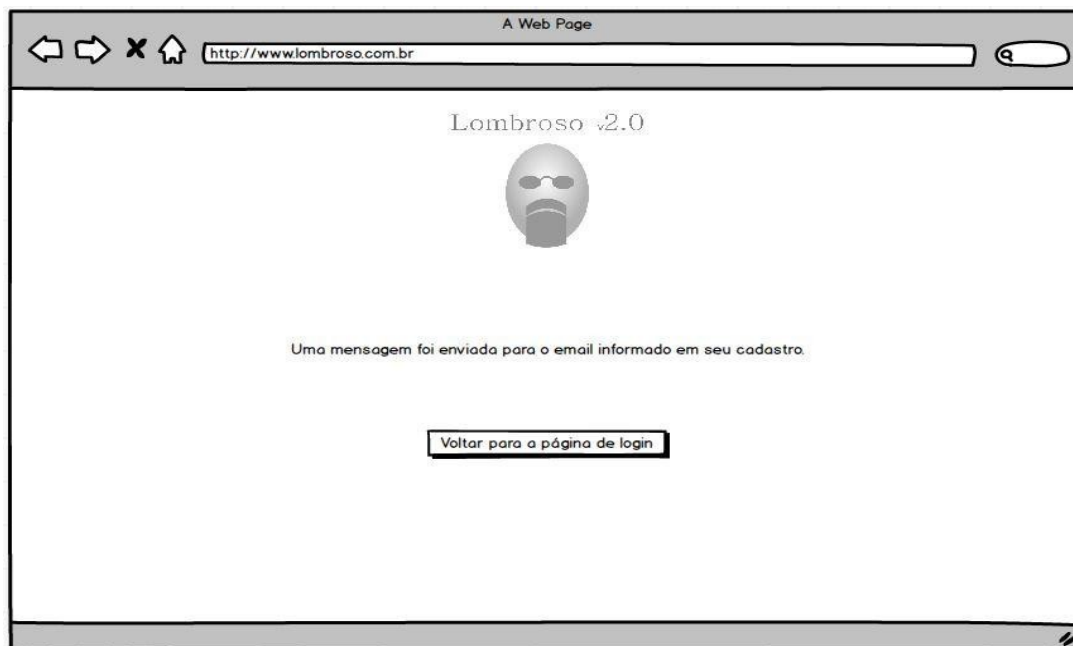 A Web Page
http://www.lombroso.com.br
Lombroso v2.0
Uma mensagem foi enviada para o email informado em seu cadastro.
Voltar para a página de login